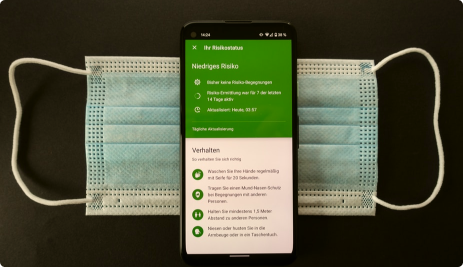 14:24
38 %
Ihr Risikostatus
Niedriges Risiko
Bisher keine Risiko-Begegnungen
Risiko-Ermittlung war für 7 der letzten
14 Tage aktiv
Aktualisiert: Heute, 03:57
Tägliche Aktualisierung
Verhalten
So verhalten Sie sich richtig
Waschen Sie Ihre Hände regelmäßig
mit Seife für 20 Sekunden.
Tragen Sie einen Mund-Nasen-Schutz
bei Begegnungen mit anderen
Personen.
Halten Sie mindestens 1,5 Meter
Abstand zu anderen Personen.
Niesen oder husten Sie in die
Armbeuge oder in ein Taschentuch.